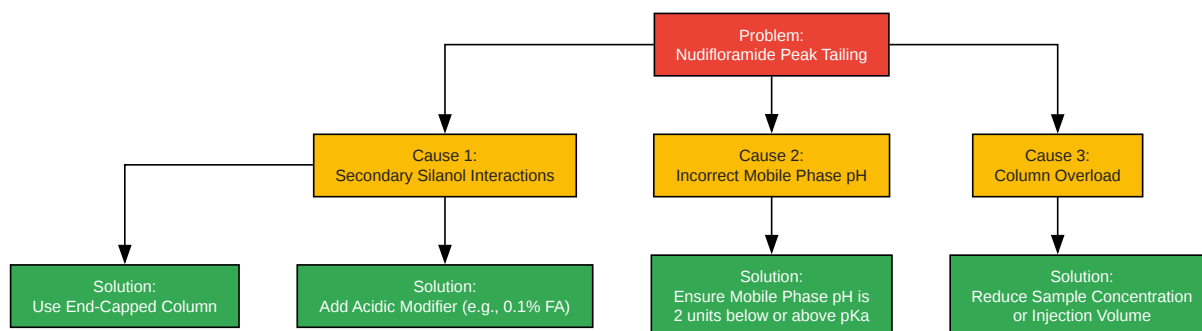 Problem:
Nudifloramide Peak Tailing
Cause 1:
Secondary Silanol Interactions
Cause 2:
Incorrect Mobile Phase pH
Cause 3:
Column Overload
Solution:
Use End-Capped Column
Solution:
Add Acidic Modifier (e.g., 0.1% FA)
Solution:
Ensure Mobile Phase pH is
2 units below or above pKa
Solution:
Reduce Sample Concentration
or Injection Volume